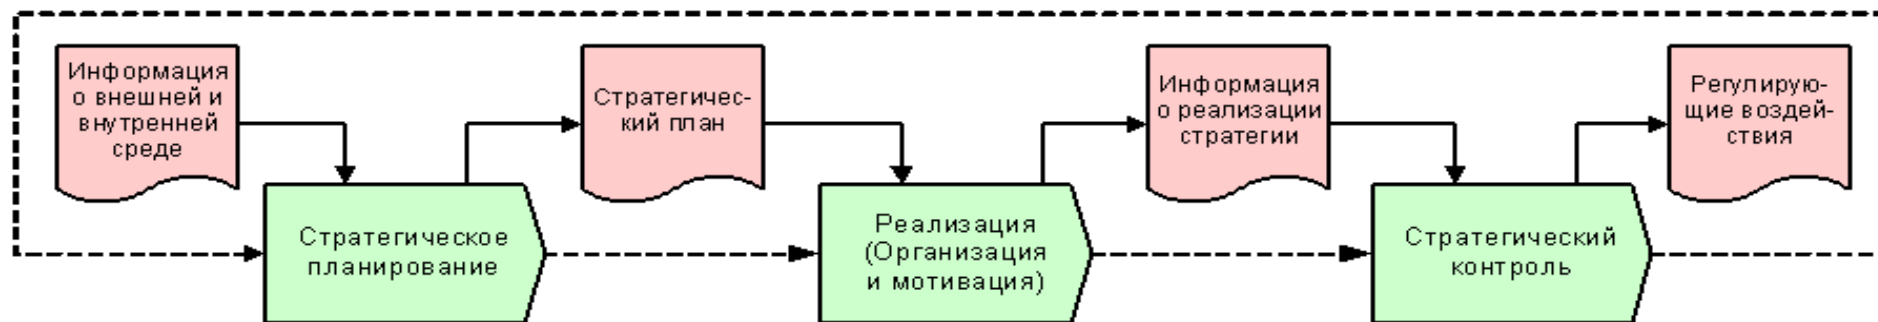 Информация
о внешней и
внутренней
среде
Стратегичес-
кий план
Информация
о реализации
стратегии
Регулирую-
щие воздей-
ствия
Стратегическое
планирование
Реализация
(Организация
и мотивация)
Стратегический
контроль